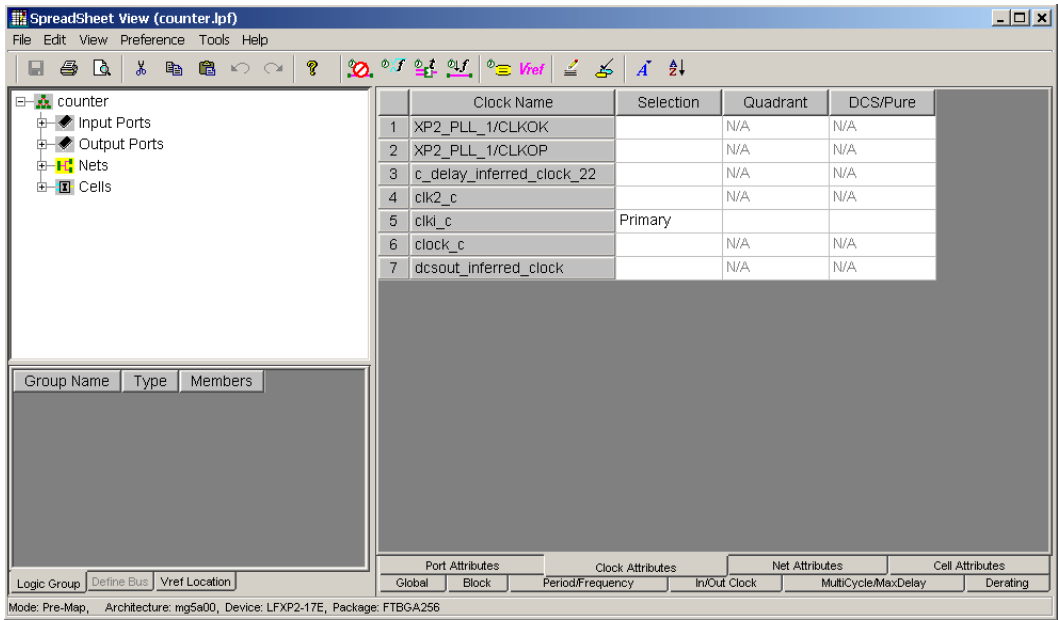 SpreadSheet View (counter.lpf)
File Edit View Preference Tools Help
Vref
counter
Input Ports
Output Ports
Nets
Cells
Clock Name Selection Quadrant DCS/Pure
1 XP2_PLL_1/CLKOK N/A N/A
2 XP2_PLL_1/CLKOP N/A N/A
3 c_delay_inferred_clock_22 N/A N/A
4 clk2_c N/A N/A
5 clki_c Primary
6 clock_c N/A N/A
7 dcsout_inferred_clock N/A N/A
Group Name Type Members
Logic Group Define Bus Vref Location
Port Attributes Clock Attributes Net Attributes Cell Attributes
Global Block Period/Frequency In/Out Clock MultiCycle/MaxDelay Derating
Mode: Pre-Map, Architecture: mg5a00, Device: LFXP2-17E, Package: FTBGA256